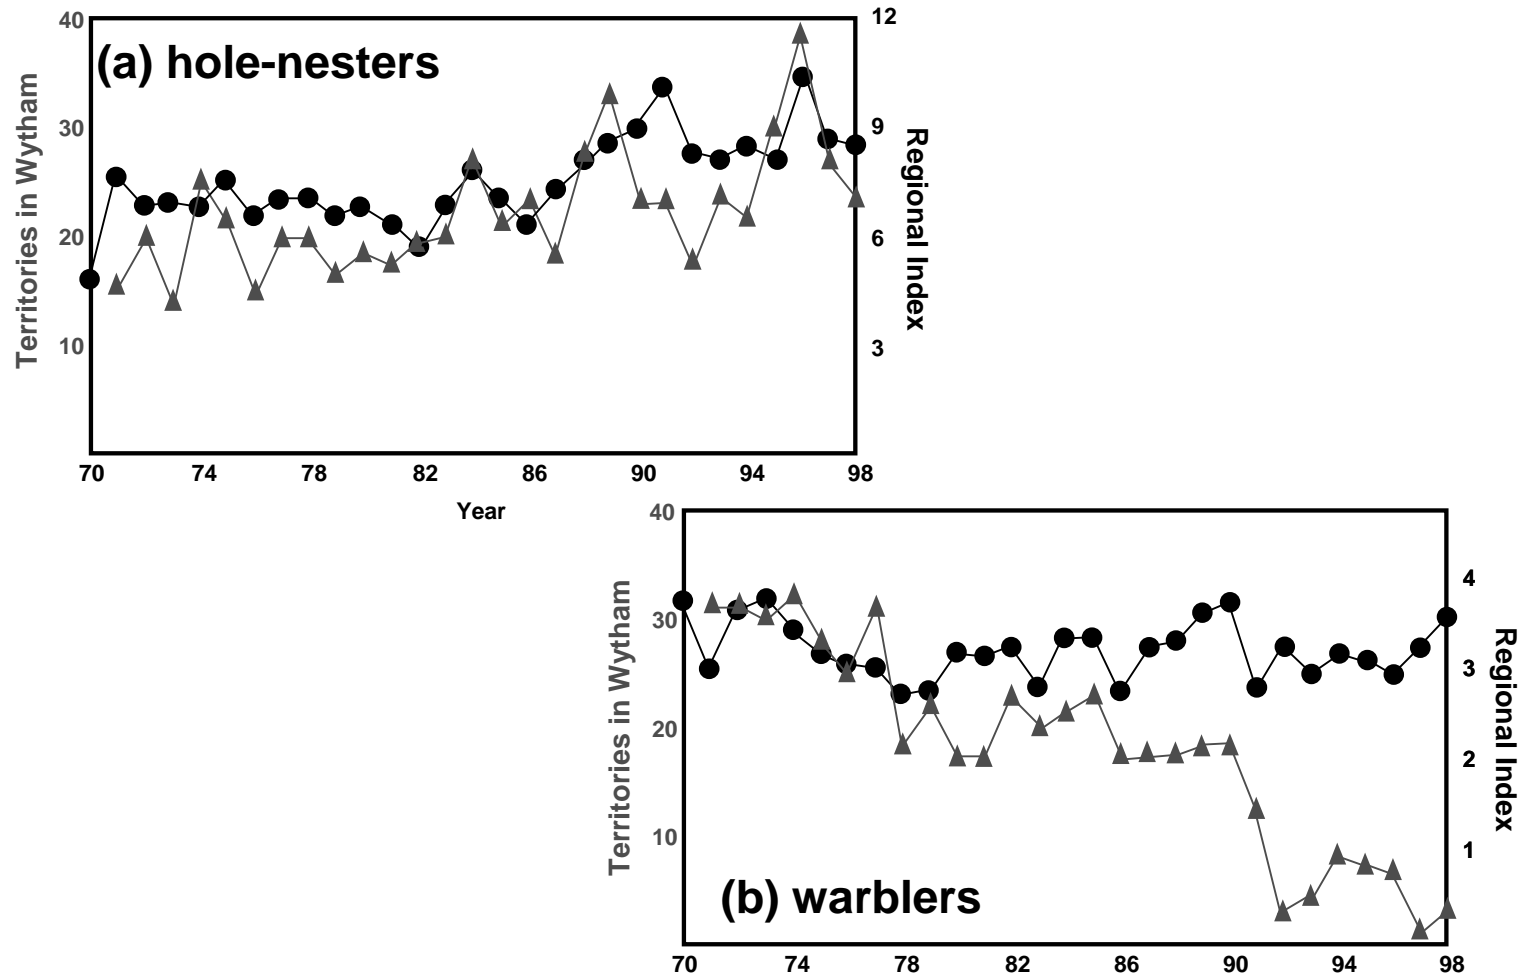 (a) hole-nesters
Territories in Wytham
40
30
20
10
12
9
6
3
Regional Index
70 74 78 82 86 90 94 98
Year
(b) warblers
Territories in Wytham
40
30
20
10
4
3
2
1
Regional Index
70 74 78 82 86 90 94 98